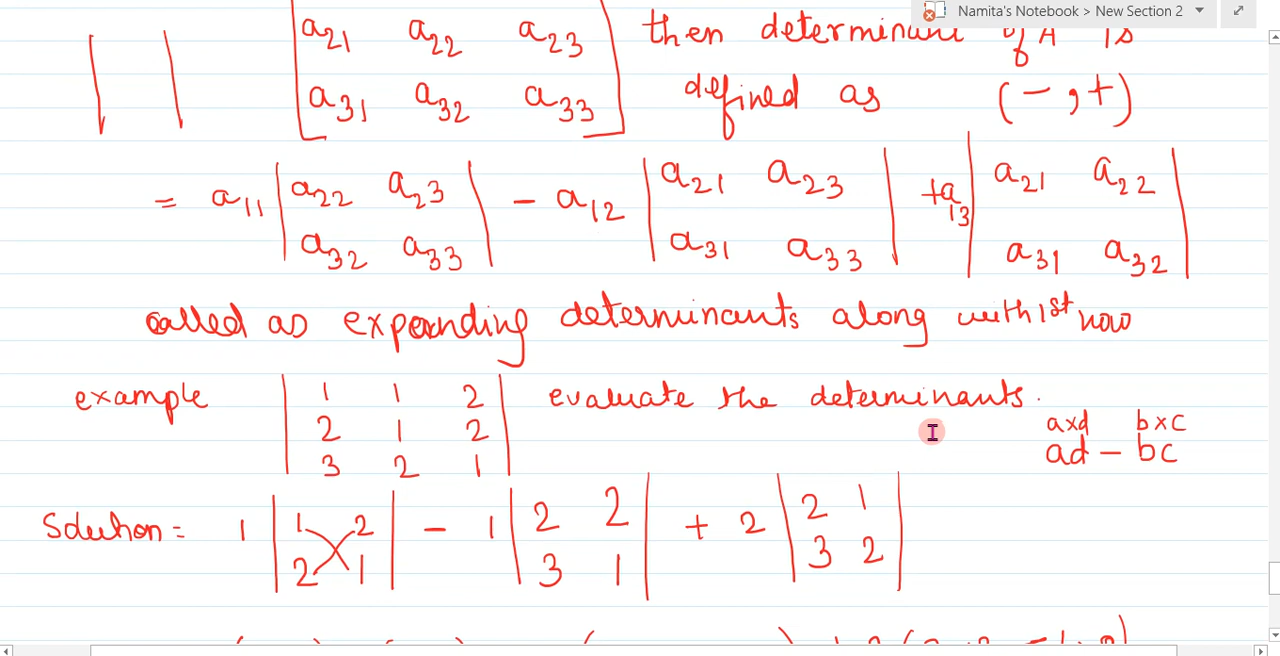 Namita's Notebook > New Section 2
a21 a22 a23 then determinant of A is
a31 a32 a33 defined as (-,+)
= a11 | a22 a23 | - a12 | a21 a23 | +a13 | a21 a22 |
| a32 a33 | | a31 a33 | | a31 a32 |
called as expanding determinants along with 1st row
example | 1 1 2 | evaluate the determinants.
| 2 1 2 | axd bxc
| 3 2 1 | ad - bc
Solution = 1 | 1 2 | - 1 | 2 2 | + 2 | 2 1 |
| 2 1 | | 3 1 | | 3 2 |